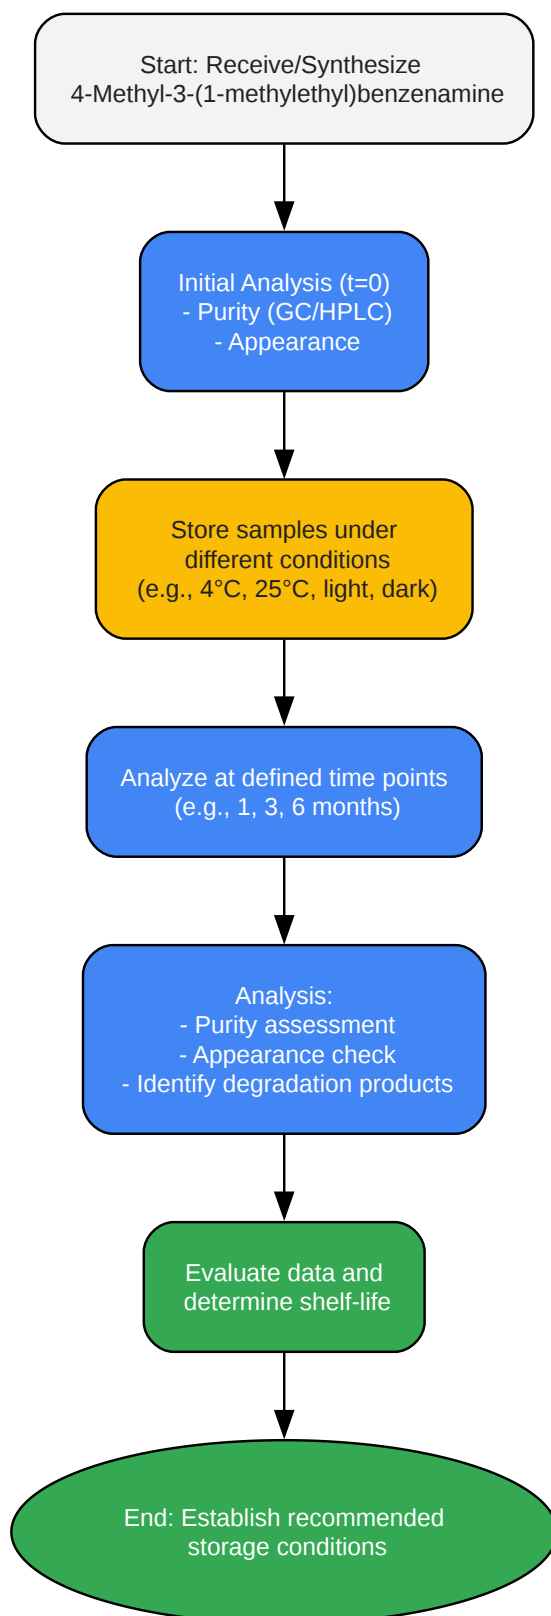 Start: Receive/Synthesize
4-Methyl-3-(1-methylethyl)benzenamine
Initial Analysis (t=0)
- Purity (GC/HPLC)
- Appearance
Store samples under
different conditions
(e.g., 4°C, 25°C, light, dark)
Analyze at defined time points
(e.g., 1, 3, 6 months)
Analysis:
- Purity assessment
- Appearance check
- Identify degradation products
Evaluate data and
determine shelf-life
End: Establish recommended
storage conditions